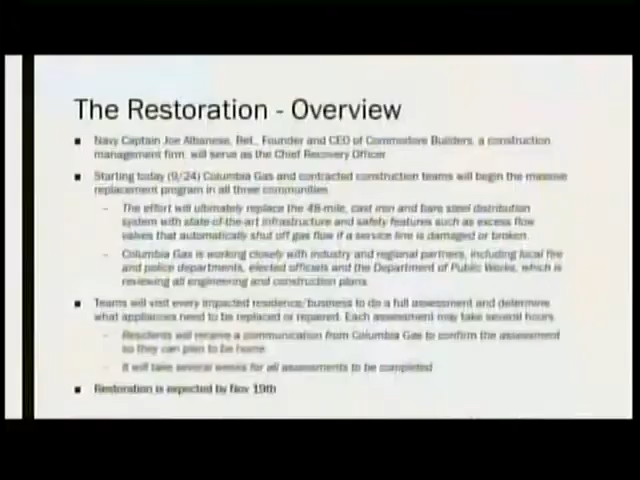 The Restoration - Overview
Navy Captain Joe Albanese, Ret., Founder and CEO of Commodore Builders, a construction
management firm, will serve as the Chief Recovery Officer
Starting today (9/24) Columbia Gas and contracted construction teams will begin the massive
replacement program in all three communities
The effort will ultimately replace the 48-mile, cast iron and bare steel distribution
system with state-of-the-art infrastructure and safety features such as excess flow
valves that automatically shut off gas flow if a service line is damaged or broken.
Columbia Gas is working closely with industry and regional partners, including local fire
and police departments, elected officials and the Department of Public Works, which is
reviewing all engineering and construction plans.
Teams will visit every impacted residence/business to do a full assessment and determine
what appliances need to be replaced or repaired. Each assessment may take several hours.
Residents will receive a communication from Columbia Gas to confirm the assessment
so they can plan to be home.
It will take several weeks for all assessments to be completed
Restoration is expected by Nov 19th